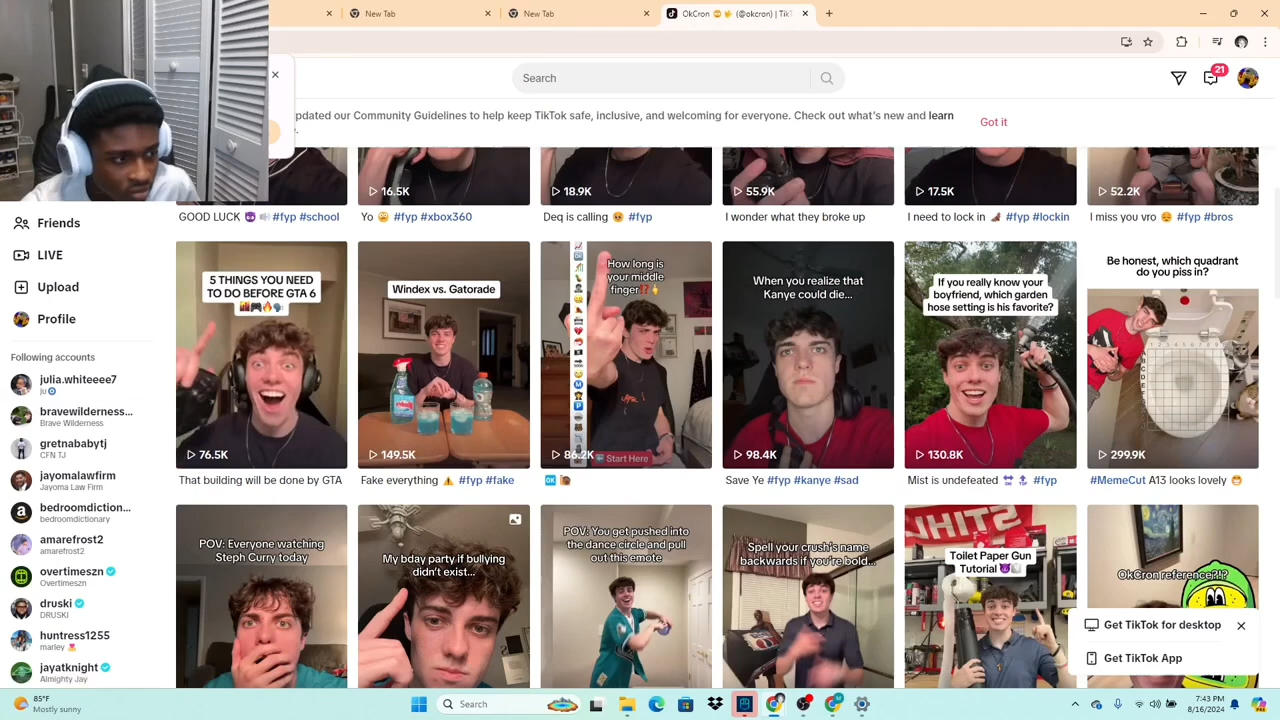 New Tab
New Tab
OkCron (@okcron) | TikT
Search
21
pdated our Community Guidelines to help keep TikTok safe, inclusive, and welcoming for everyone. Check out what's new and learn
Got it
16.5K
18.9K
55.9K
17.5K
52.2K
GOOD LUCK 😈 🔊 #fyp #school
Yo 😩 #fyp #xbox360
Deq is calling #fyp
I wonder what they broke up
I need to lock in #fyp #lockin
I miss you vro 😩 #fyp #bros
Friends
LIVE
Upload
Profile
Following accounts
julia.whiteeee7
ju
bravewilderness...
Brave Wilderness
gretnababytj
CFN TJ
jayomalawfirm
Jayoma Law Firm
bedroomdiction...
bedroomdictionary
amarefrost2
amarefrost2
overtimeszn
Overtimeszn
druski
DRUSKI
huntress1255
marley
jayatknight
Almighty Jay
5 THINGS YOU NEED
TO DO BEFORE GTA 6
76.5K
That building will be done by GTA
Windex vs. Gatorade
149.5K
Fake everything ⚠️ #fyp #fake
How long is
your middle
finger⁉️👆
86.2K
Start Here
🆗
When you realize that
Kanye could die...
98.4K
Save Ye #fyp #kanye #sad
If you really know your
boyfriend, which garden
hose setting is his favorite?
130.8K
Mist is undefeated #fyp
Be honest, which quadrant
do you piss in?
299.9K
#MemeCut A13 looks lovely 😁
POV: Everyone watching
Steph Curry today
My bday party if bullying
didn't exist...
POV: You get pushed into
the dance circle and pull
out this emote
Spell your crush's name
backwards if you're bold...
Toilet Paper Gun
Tutorial 😈🧻
OkCron reference?!?
Get TikTok for desktop
Get TikTok App
85°F
Mostly sunny
Search
7:43 PM
8/16/2024